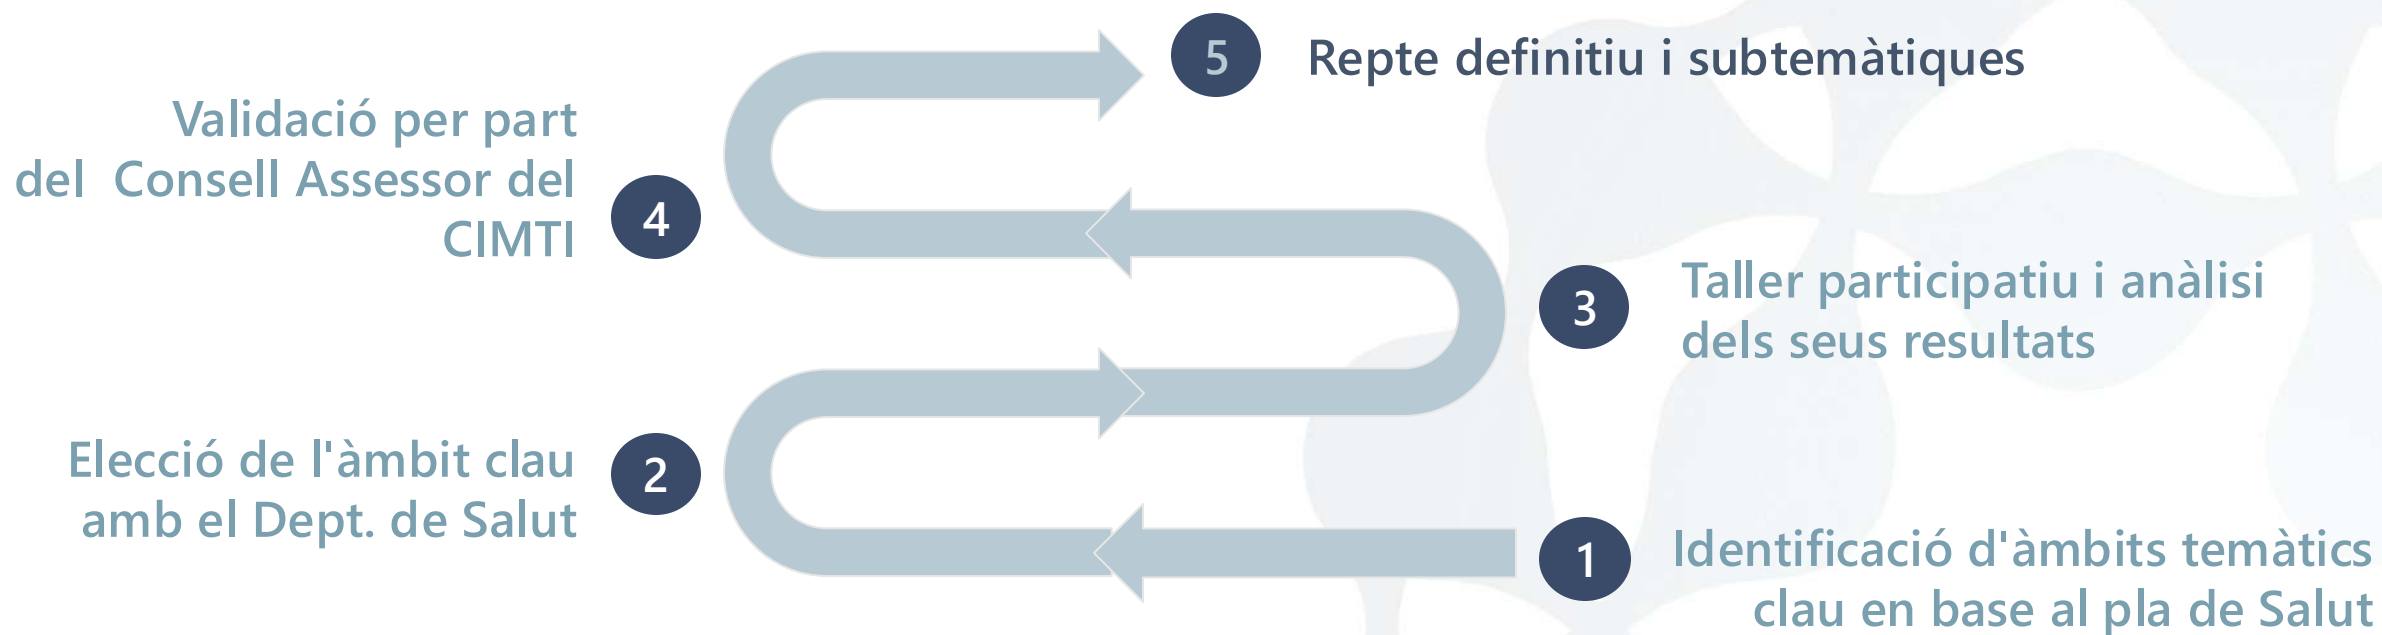 5 Repte definitiu i subtemàtiques
Validació per part
del  Consell Assessor del
CIMTI
4
3
Taller participatiu i anàlisi
dels seus resultats
Elecció de l'àmbit clau
amb el Dept. de Salut
2
1
Identificació d'àmbits temàtics
clau en base al pla de Salut